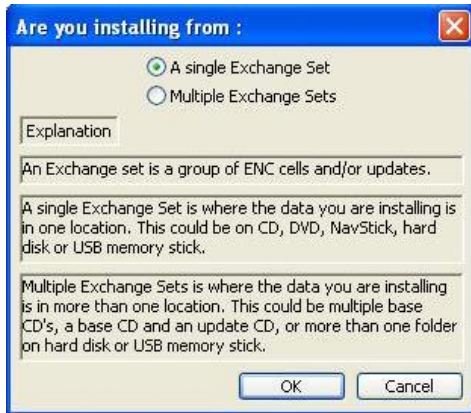 Are you installing from :
A single Exchange Set
Multiple Exchange Sets
Explanation
An Exchange set is a group of ENC cells and/or updates.
A single Exchange Set is where the data you are installing is
in one location. This could be on CD, DVD, NavStick, hard
disk or USB memory stick.
Multiple Exchange Sets is where the data you are installing
is in more than one location. This could be multiple base
CD's, a base CD and an update CD, or more than one folder
on hard disk or USB memory stick.
OK
Cancel